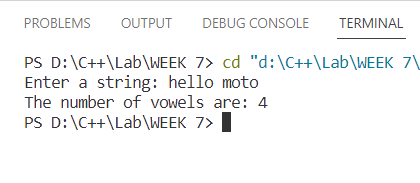 PROBLEMS OUTPUT DEBUG CONSOLE TERMINAL
PS D:\C++\Lab\WEEK 7> cd "d:\C++\Lab\WEEK 7\
Enter a string: hello moto
The number of vowels are: 4
PS D:\C++\Lab\WEEK 7>